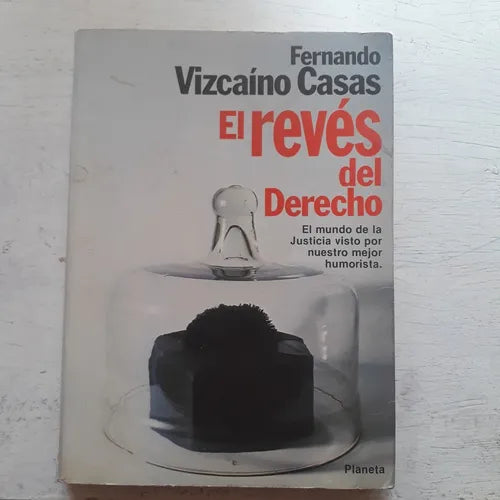 Fernando
Vizcaíno Casas
El revés
del
Derecho
El mundo de la
Justicia visto por
nuestro mejor
humorista.
Planeta